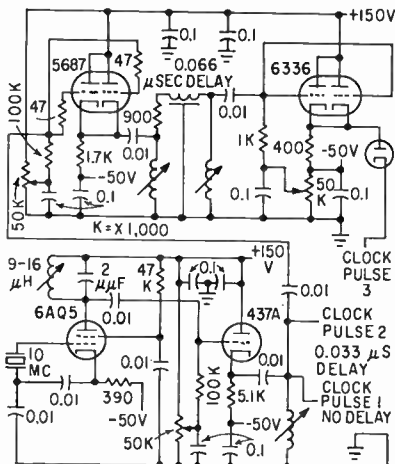 +150V
0.1
0.1
5687
47
0.066
μSEC DELAY
6336
100K
47
900
0.01
0.01
1.7K
-50V
0.1
50K
K = X 1,000
1K
400
-50V
0.1
50
K
0.1
CLOCK
PULSE
3
9-16
μH
2
μμF
47
K
0.1
+150
V
0.01
6AQ5
0.01
437A
CLOCK
PULSE 2
10
MC
0.01
390
-50V
0.01
0.01
100K
5.1K
0.01
-50V
0.1
50K
0.033 μS
DELAY
CLOCK
PULSE 1
NO DELAY